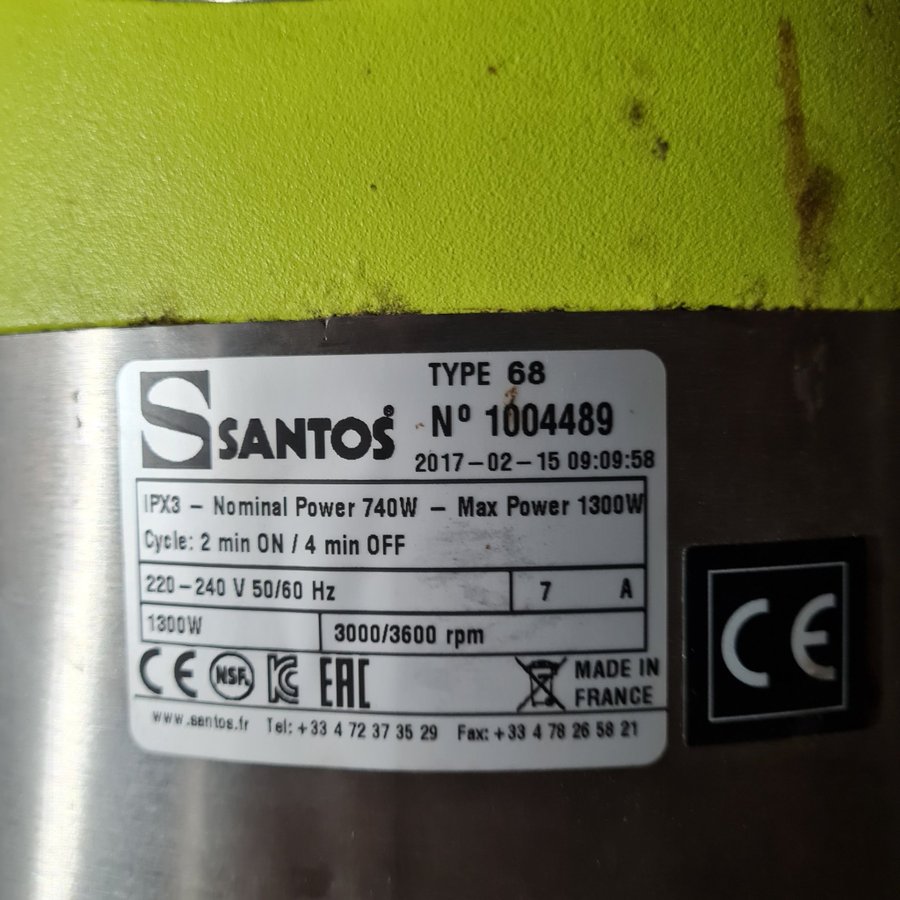 SANTOS®
TYPE 68
Nº 1004489
2017-02-15 09:09:58
IPX3 - Nominal Power 740W - Max Power 1300W
Cycle: 2 min ON / 4 min OFF
220-240 V 50/60 Hz 7 A
1300W 3000/3600 rpm
CE NSF KC EAC MADE IN
FRANCE
www.santos.fr Tel: +33 4 72 37 35 29 Fax: +33 4 78 26 58 21
CE